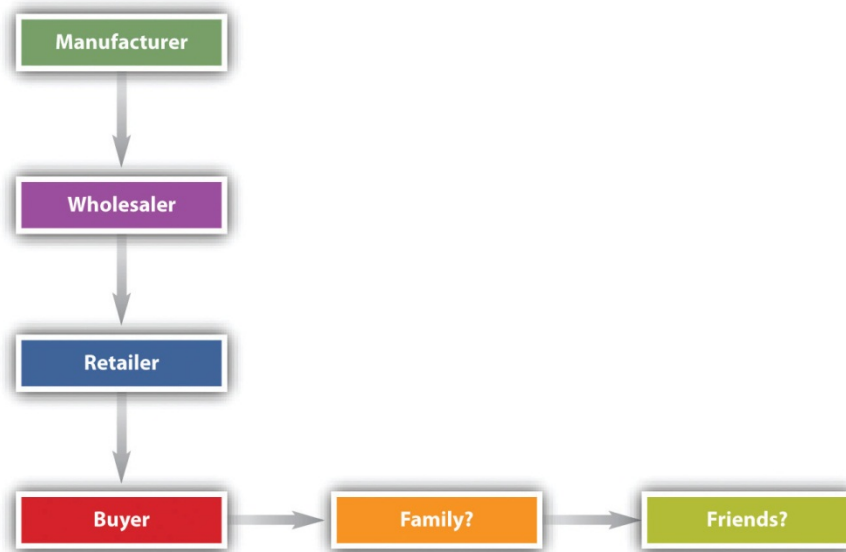 Manufacturer
Wholesaler
Retailer
Buyer
Family?
Friends?